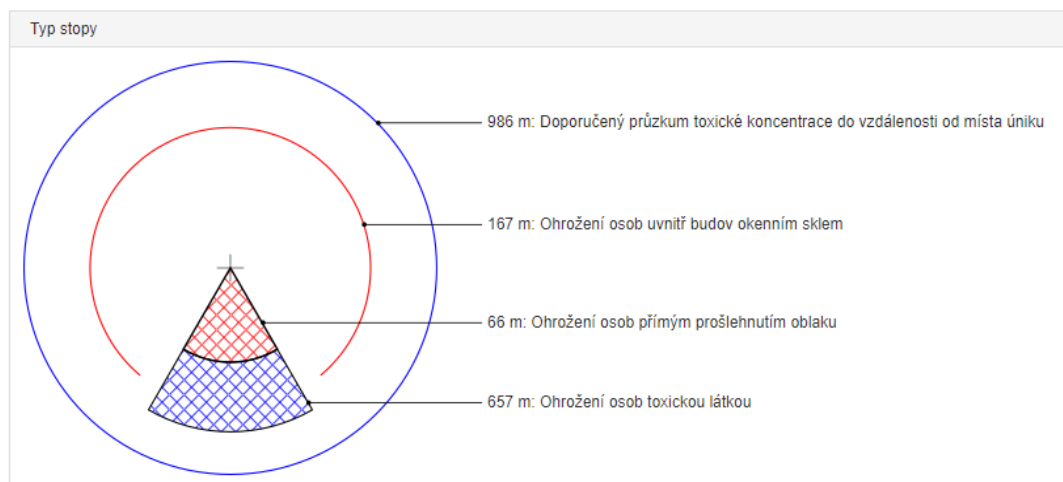 Typ stopy
986 m: Doporučený průzkum toxické koncentrace do vzdálenosti od místa úniku
167 m: Ohrožení osob uvnitř budov okenním sklem
66 m: Ohrožení osob přímým prošlehnutím oblaku
657 m: Ohrožení osob toxickou látkou